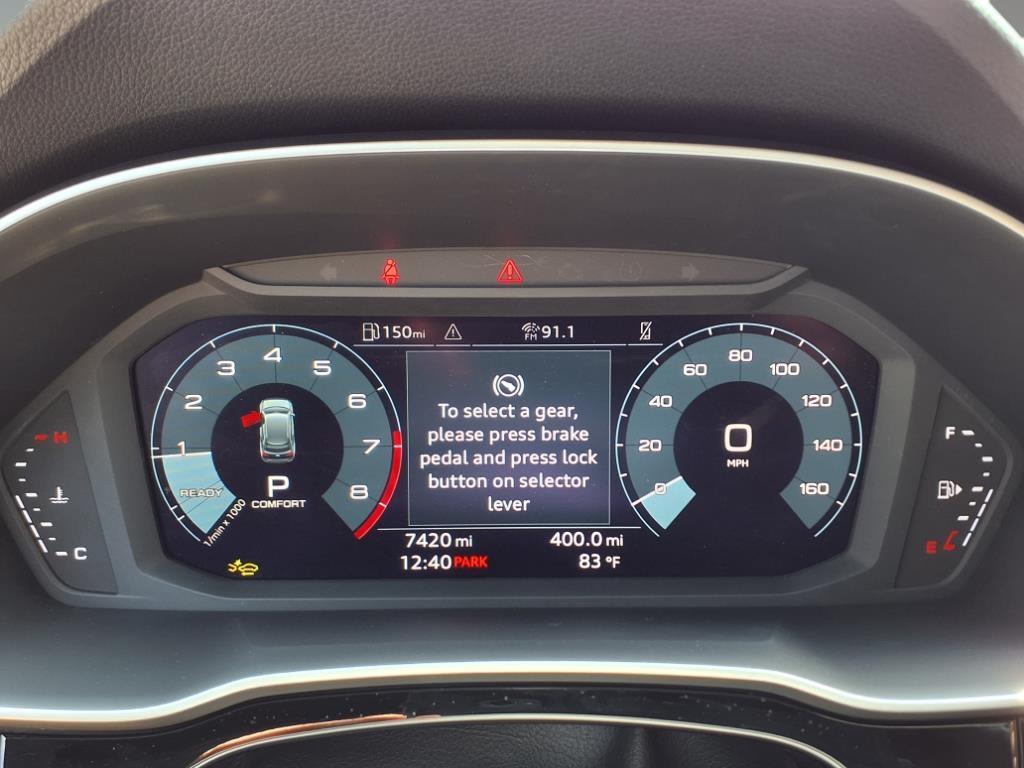 150mi
FM 91.1
3 4 5
2 6
1 7
8
READY
1/min x 1000
P
COMFORT
To select a gear,
please press brake
pedal and press lock
button on selector
lever
80
60 100
40 120
20 140
0 160
0
MPH
7420 mi 400.0 mi
12:40 PARK 83 °F
H
C
F
E